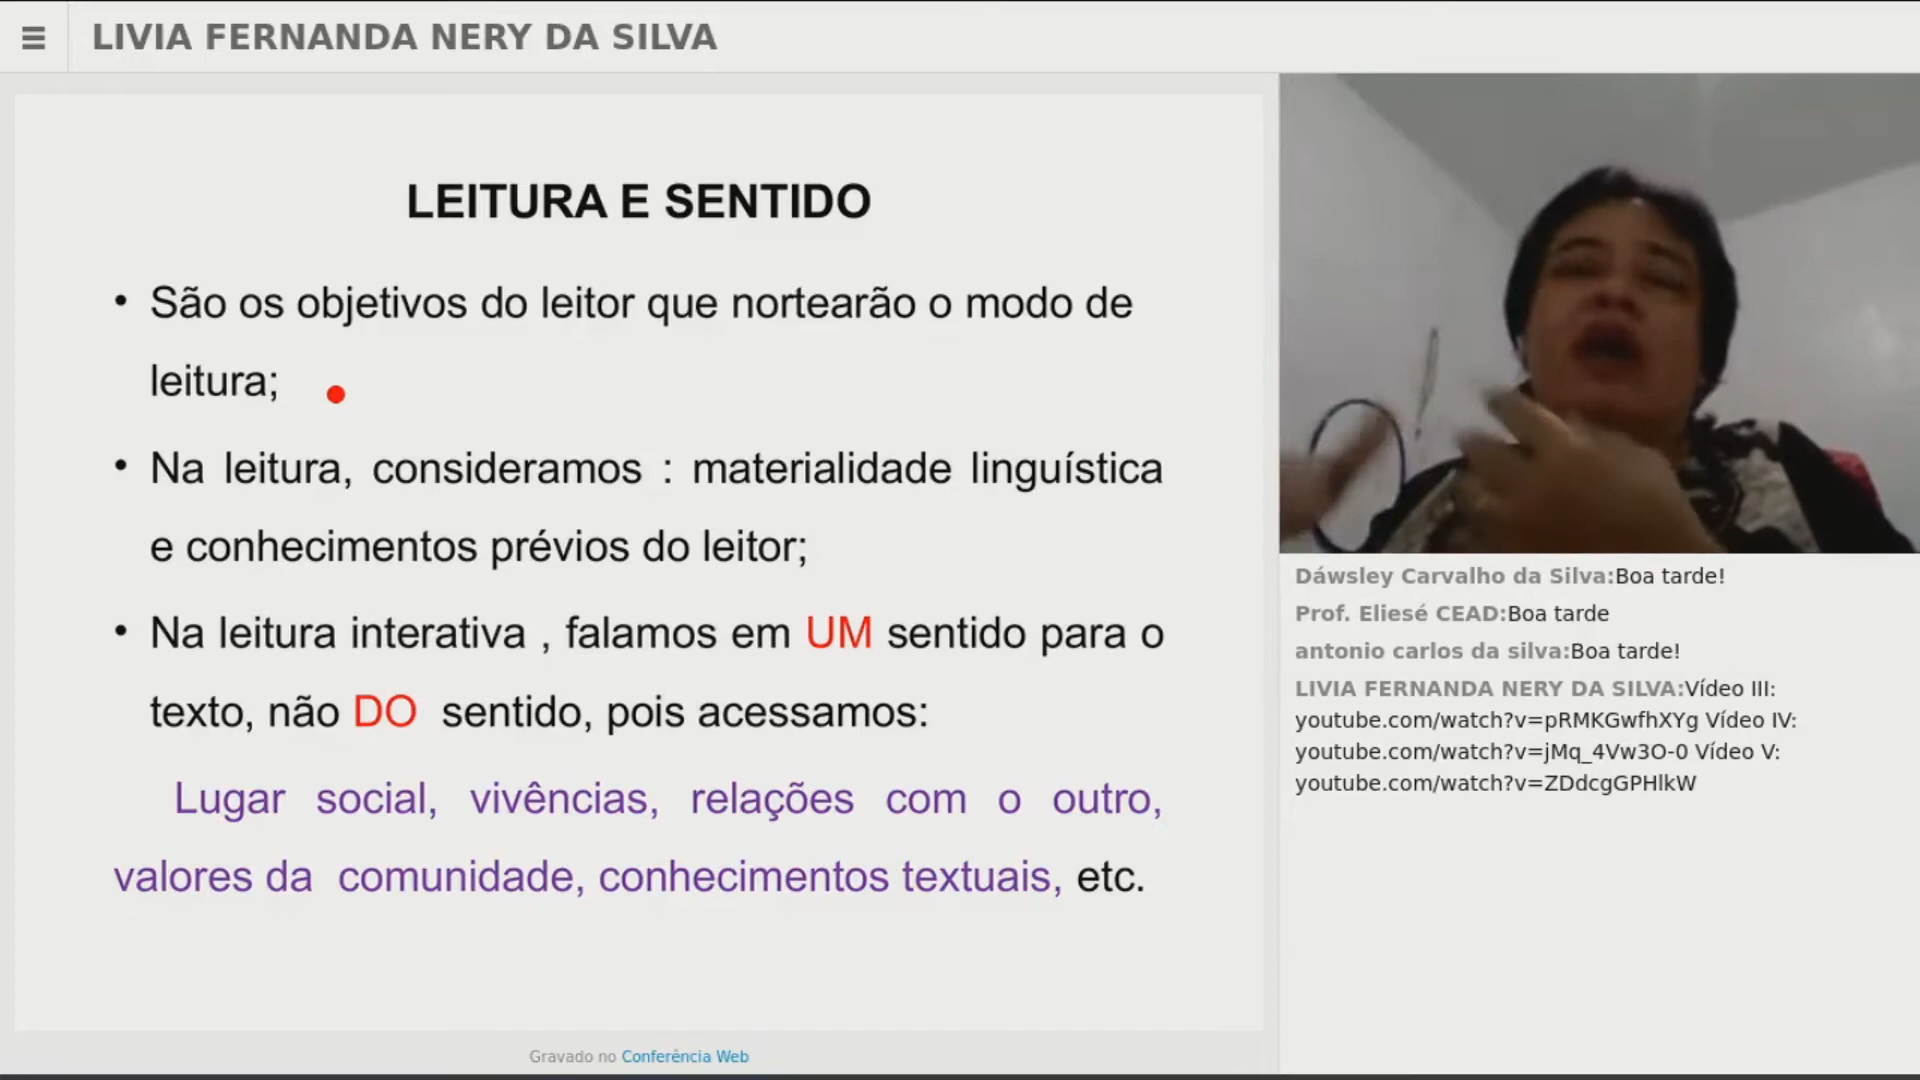 LIVIA FERNANDA NERY DA SILVA
LEITURA E SENTIDO
• São os objetivos do leitor que nortearão o modo de
leitura;
• Na leitura, consideramos : materialidade linguística
e conhecimentos prévios do leitor;
• Na leitura interativa , falamos em UM sentido para o
texto, não DO sentido, pois acessamos:
Lugar social, vivências, relações com o outro,
valores da comunidade, conhecimentos textuais, etc.
Gravado no Conferência Web
Dáwsley Carvalho da Silva:Boa tarde!
Prof. Eliesé CEAD:Boa tarde
antonio carlos da silva:Boa tarde!
LIVIA FERNANDA NERY DA SILVA:Vídeo III:
youtube.com/watch?v=pRMKGwfhXYg Vídeo IV:
youtube.com/watch?v=jMq_4Vw3O-0 Vídeo V:
youtube.com/watch?v=ZDdcgGPHlkW